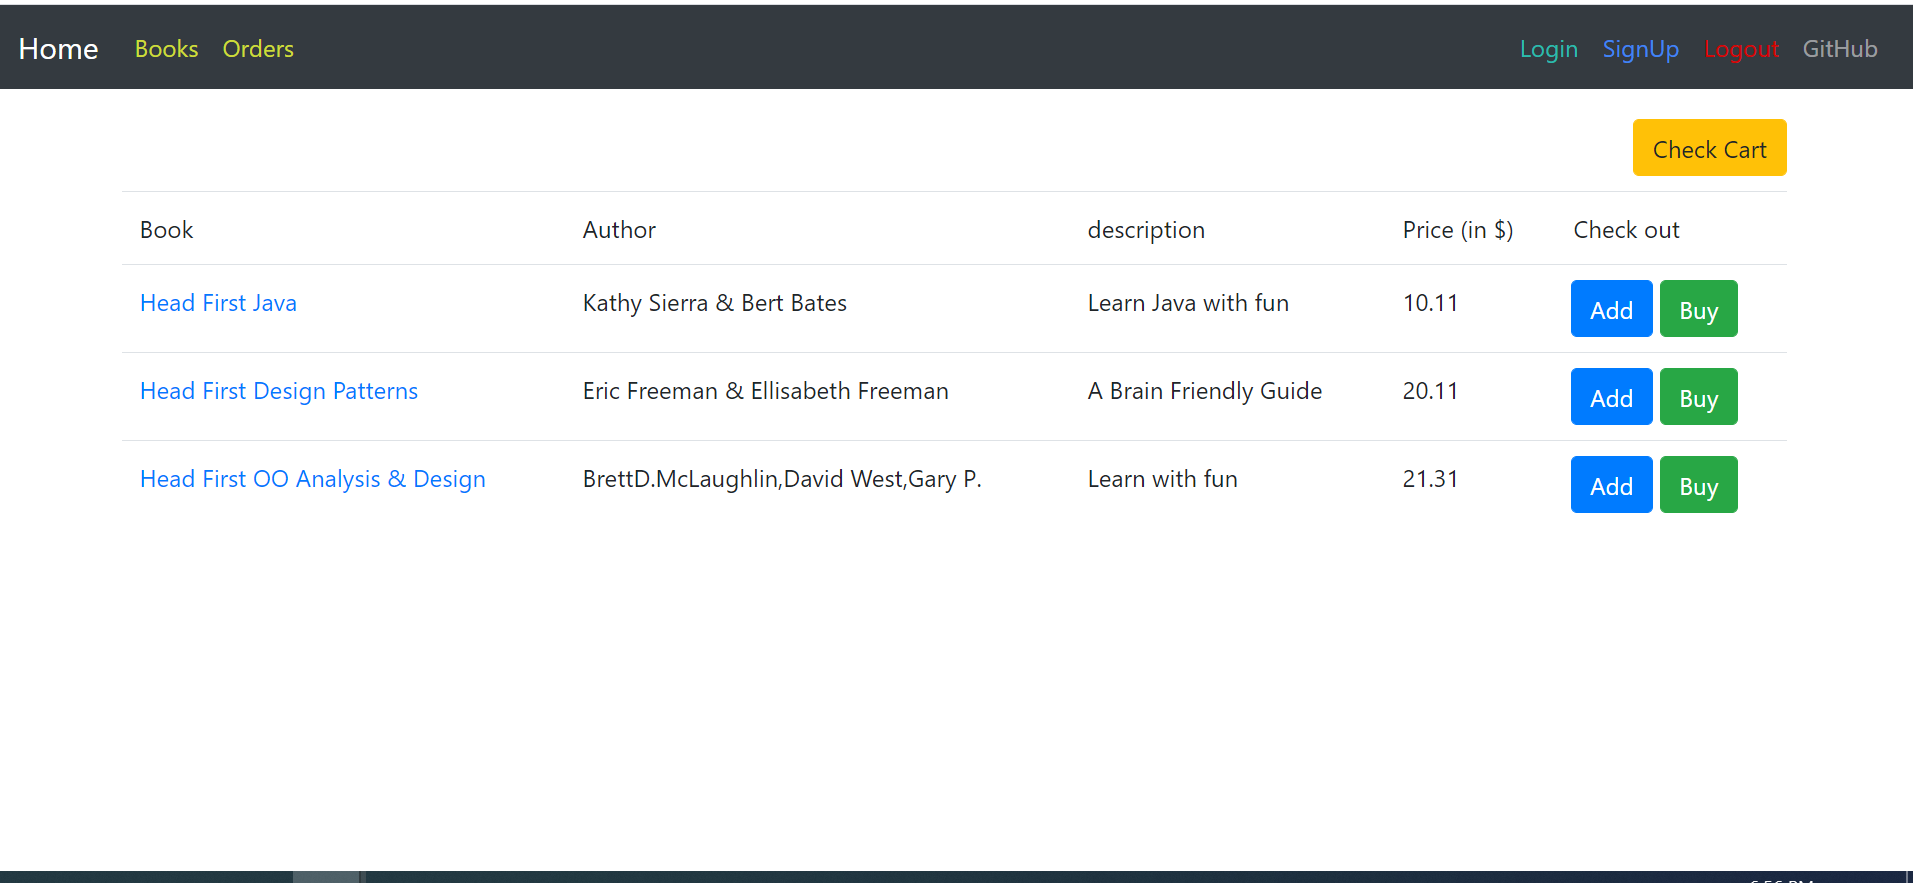 Home Books Orders Login SignUp Logout GitHub
Check Cart
Book Author description Price (in $) Check out
Head First Java Kathy Sierra & Bert Bates Learn Java with fun 10.11 Add Buy
Head First Design Patterns Eric Freeman & Ellisabeth Freeman A Brain Friendly Guide 20.11 Add Buy
Head First OO Analysis & Design BrettD.McLaughlin,David West,Gary P. Learn with fun 21.31 Add Buy